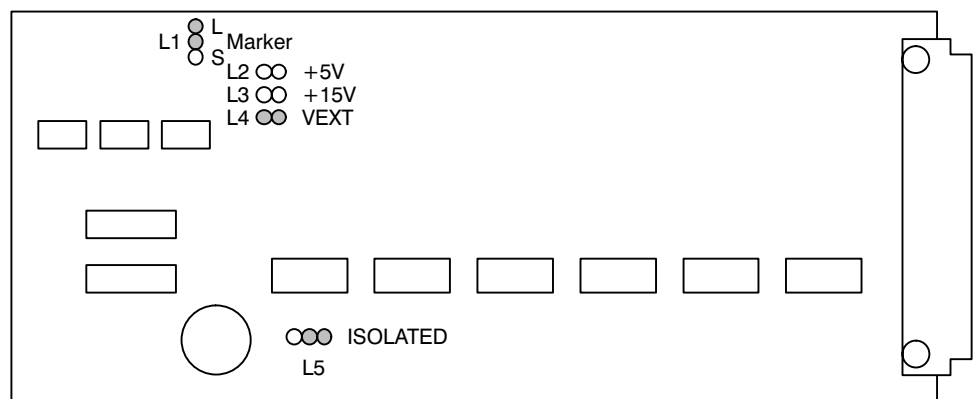 L
L1 Marker
S
L2 +5V
L3 +15V
L4 VEXT
ISOLATED
L5